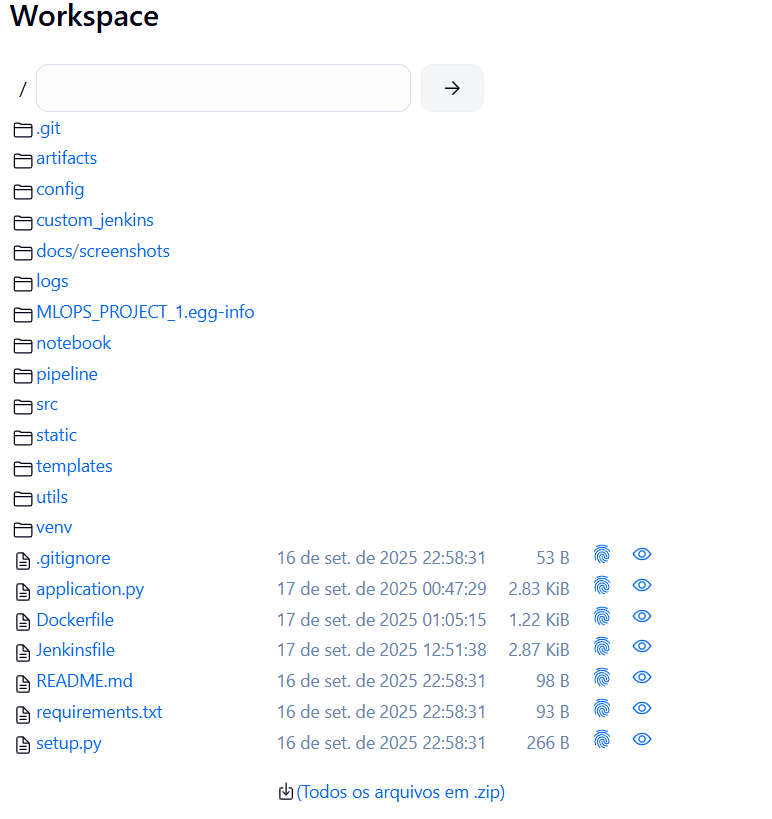 Workspace
/
.git
artifacts
config
custom_jenkins
docs/screenshots
logs
MLOPS_PROJECT_1.egg-info
notebook
pipeline
src
static
templates
utils
venv
.gitignore 16 de set. de 2025 22:58:31 53 B
application.py 17 de set. de 2025 00:47:29 2.83 KiB
Dockerfile 17 de set. de 2025 01:05:15 1.22 KiB
Jenkinsfile 17 de set. de 2025 12:51:38 2.87 KiB
README.md 16 de set. de 2025 22:58:31 98 B
requirements.txt 16 de set. de 2025 22:58:31 93 B
setup.py 16 de set. de 2025 22:58:31 266 B
(Todos os arquivos em .zip)